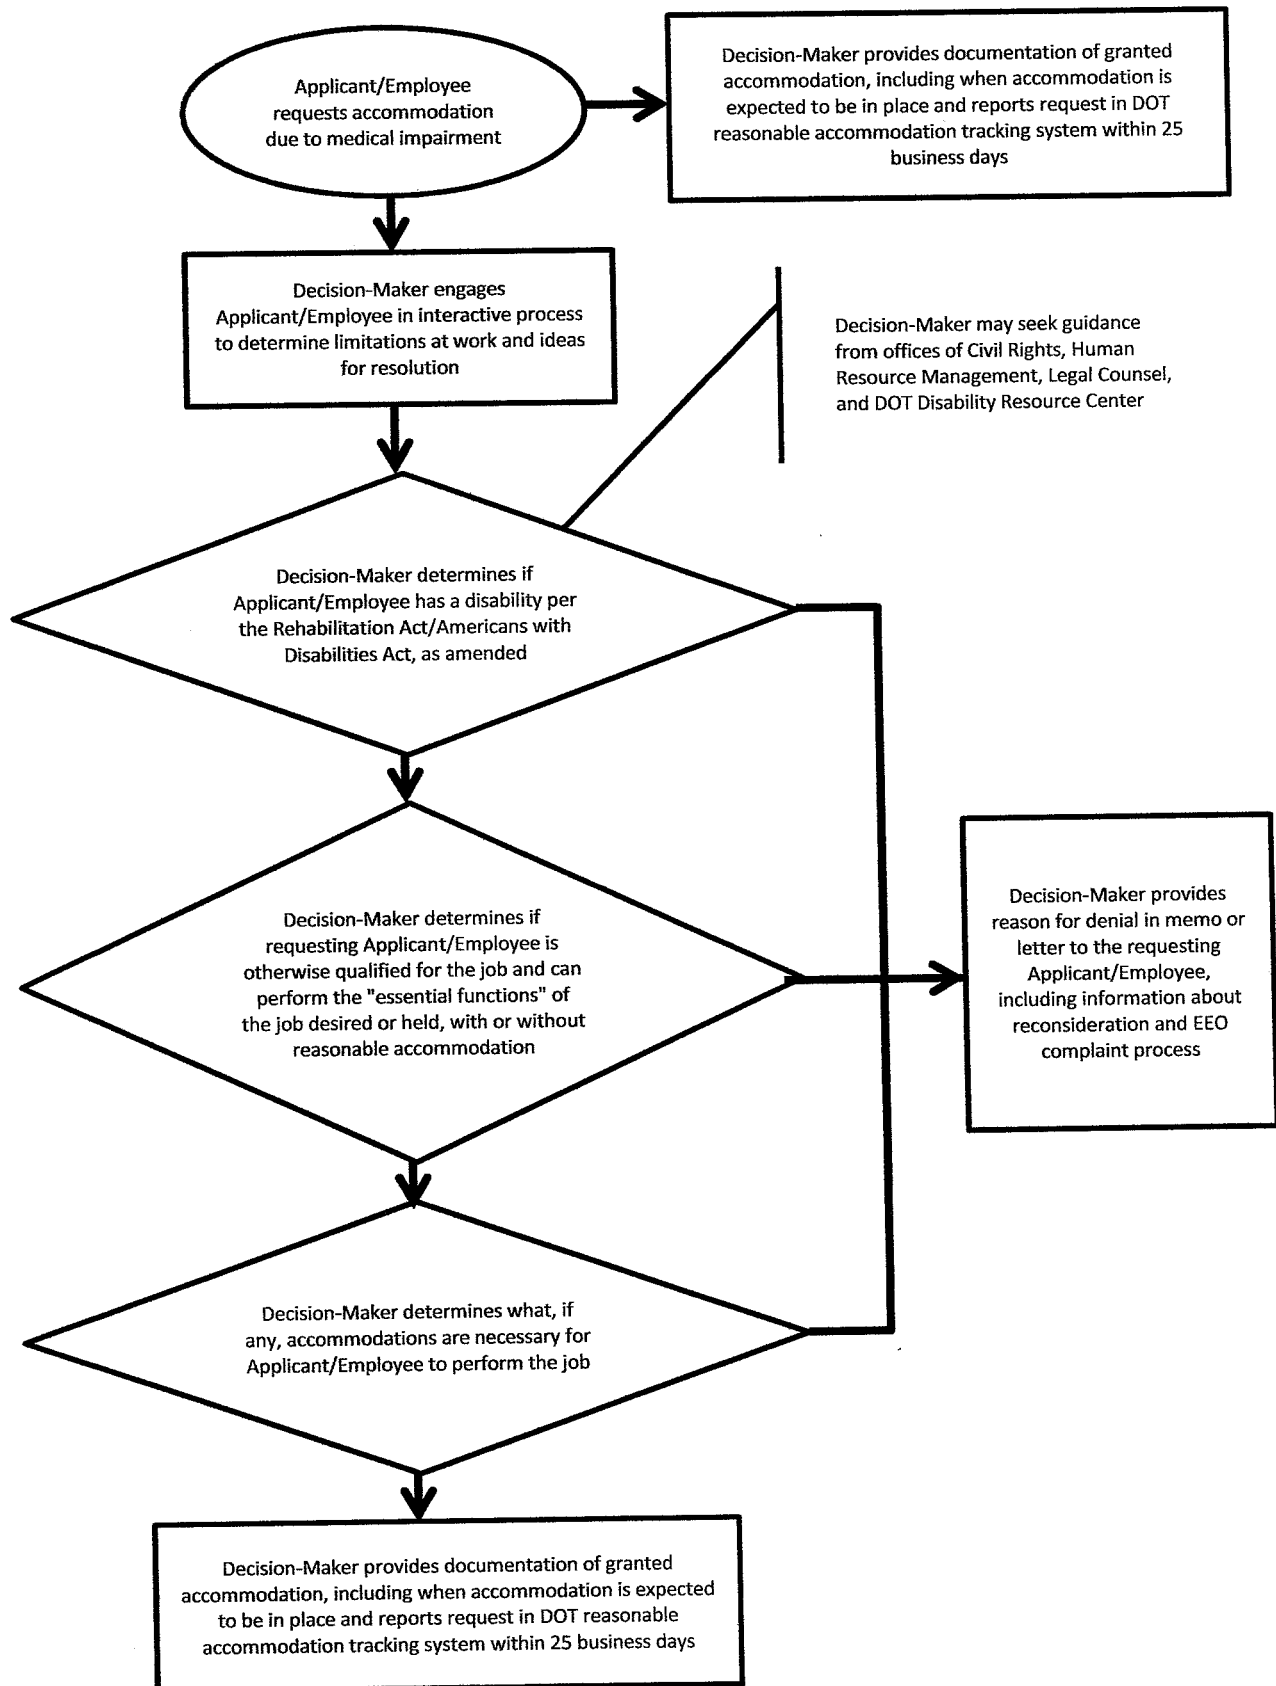 Applicant/Employee
requests accommodation
due to medical impairment
Decision-Maker provides documentation of granted
accommodation, including when accommodation is
expected to be in place and reports request in DOT
reasonable accommodation tracking system within 25
business days
Decision-Maker engages
Applicant/Employee in interactive process
to determine limitations at work and ideas
for resolution
Decision-Maker may seek guidance
from offices of Civil Rights, Human
Resource Management, Legal Counsel,
and DOT Disability Resource Center
Decision-Maker determines if
Applicant/Employee has a disability per
the Rehabilitation Act/Americans with
Disabilities Act, as amended
Decision-Maker determines if
requesting Applicant/Employee is
otherwise qualified for the job and can
perform the "essential functions" of
the job desired or held, with or without
reasonable accommodation
Decision-Maker provides
reason for denial in memo or
letter to the requesting
Applicant/Employee,
including information about
reconsideration and EEO
complaint process
Decision-Maker determines what, if
any, accommodations are necessary for
Applicant/Employee to perform the job
Decision-Maker provides documentation of granted
accommodation, including when accommodation is expected
to be in place and reports request in DOT reasonable
accommodation tracking system within 25 business days